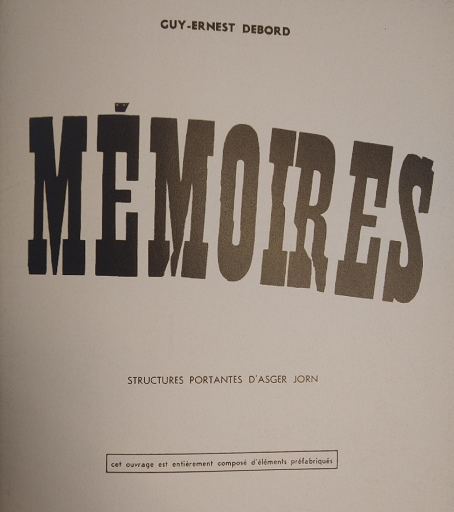 GUY-ERNEST DEBORD
MÉMOIRES
STRUCTURES PORTANTES D'ASGER JORN
cet ouvrage est entièrement composé d'éléments préfabriqués